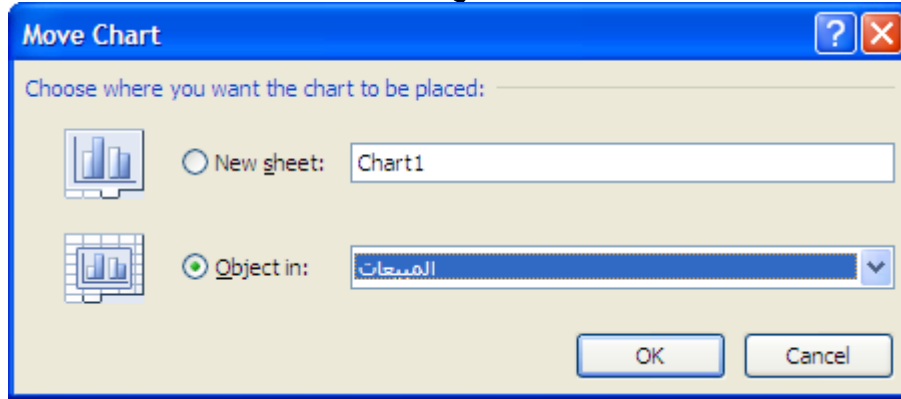 Move Chart
Choose where you want the chart to be placed:
New sheet: Chart1
Object in: المبيعات
OK Cancel